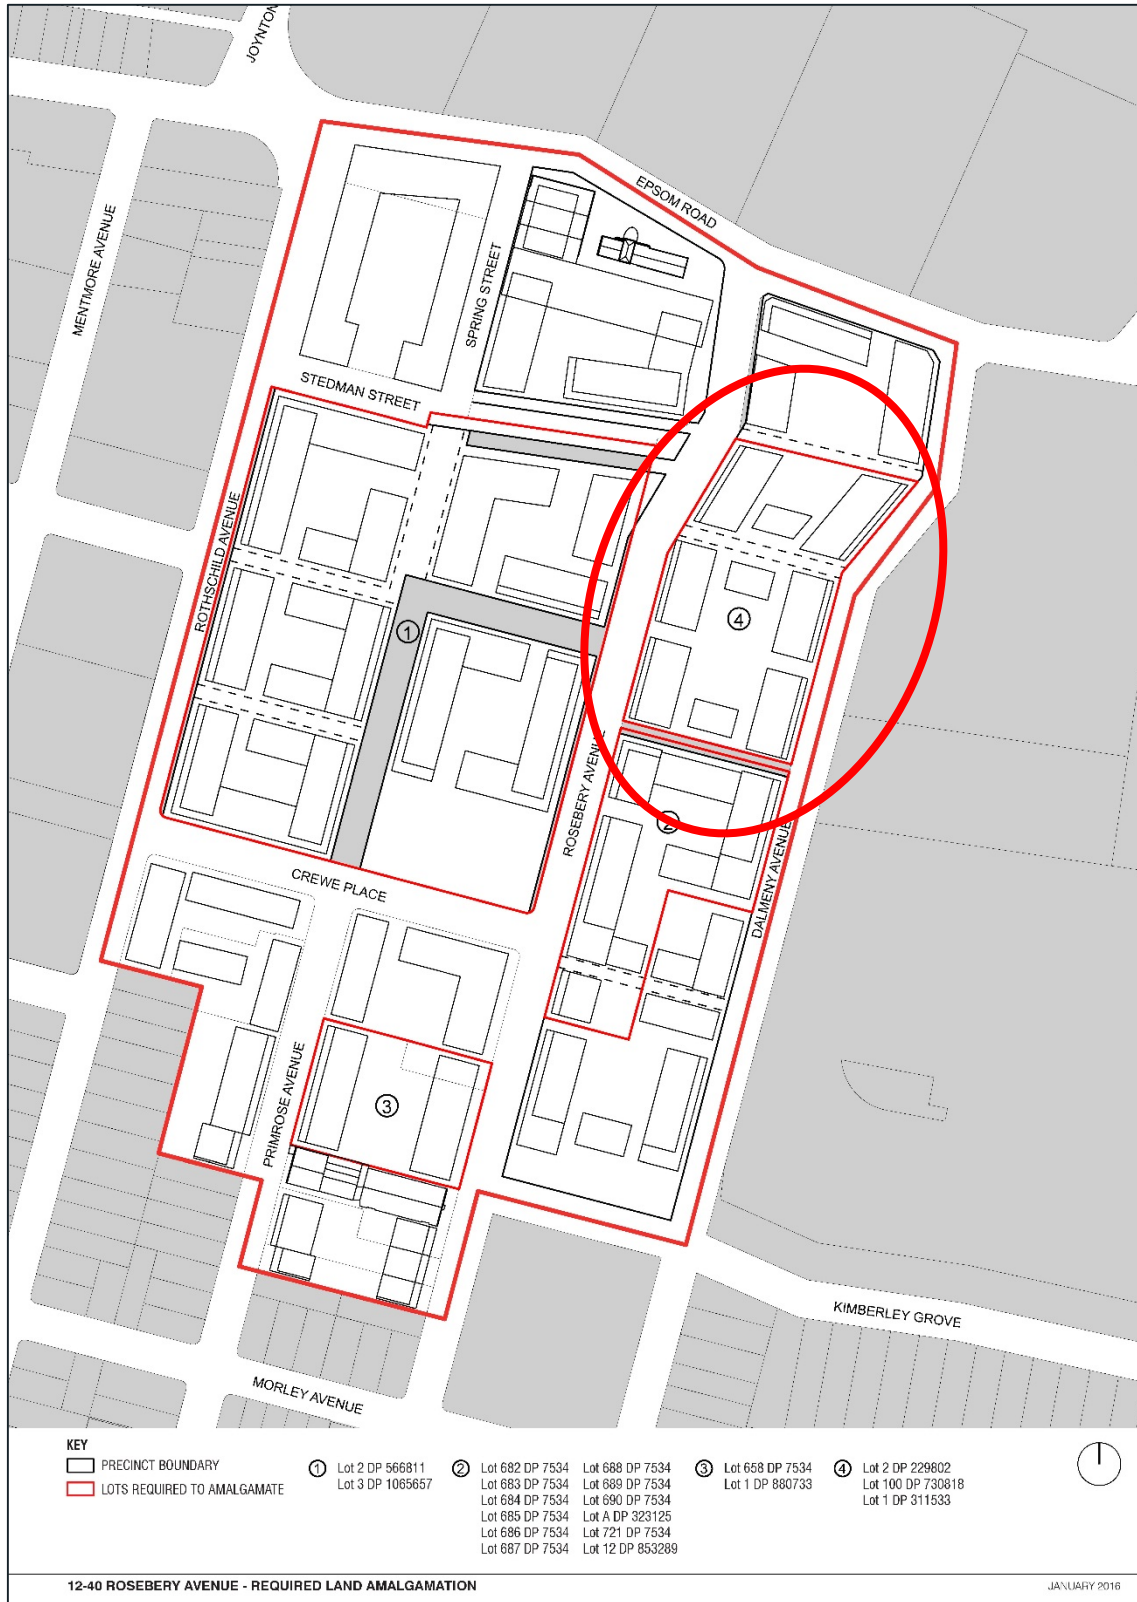 JOYNTON
EPSOM ROAD
MENTMORE AVENUE
SPRING STREET
STEDMAN STREET
ROTHSCHILD AVENUE
1
4
ROSEBERY AVENUE
2
DALMENY AVENUE
CREWE PLACE
PRIMROSE AVENUE
3
KIMBERLEY GROVE
MORLEY AVENUE
KEY
PRECINCT BOUNDARY
LOTS REQUIRED TO AMALGAMATE
1 Lot 2 DP 566811
Lot 3 DP 1065657
2 Lot 682 DP 7534 Lot 688 DP 7534
Lot 683 DP 7534 Lot 689 DP 7534
Lot 684 DP 7534 Lot 690 DP 7534
Lot 685 DP 7534 Lot A DP 323125
Lot 686 DP 7534 Lot 721 DP 7534
Lot 687 DP 7534 Lot 12 DP 853289
3 Lot 658 DP 7534
Lot 1 DP 880733
4 Lot 2 DP 229802
Lot 100 DP 730818
Lot 1 DP 311533
12-40 ROSEBERY AVENUE - REQUIRED LAND AMALGAMATION
JANUARY 2016